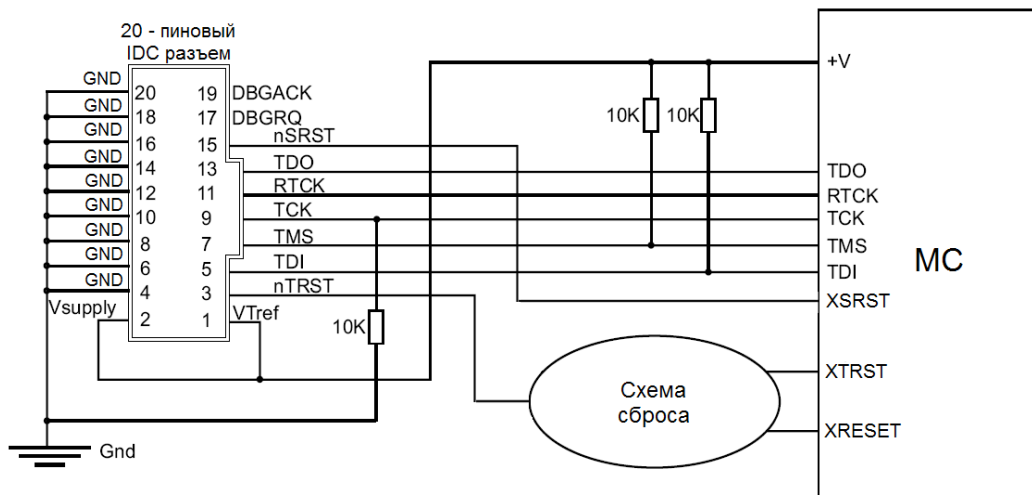 20 - пиновый
IDC разъем
GND 20 19 DBGACK
GND 18 17 DBGRQ
GND 16 15 nSRST
GND 14 13 TDO
GND 12 11 RTCK
GND 10 9 TCK
GND 8 7 TMS
GND 6 5 TDI
GND 4 3 nTRST
Vsupply 2 1 VTref
Gnd
10K
10K 10K
+V
TDO
RTCK
TCK
TMS
TDI
XSRST
XTRST
XRESET
MC
Схема
сброса